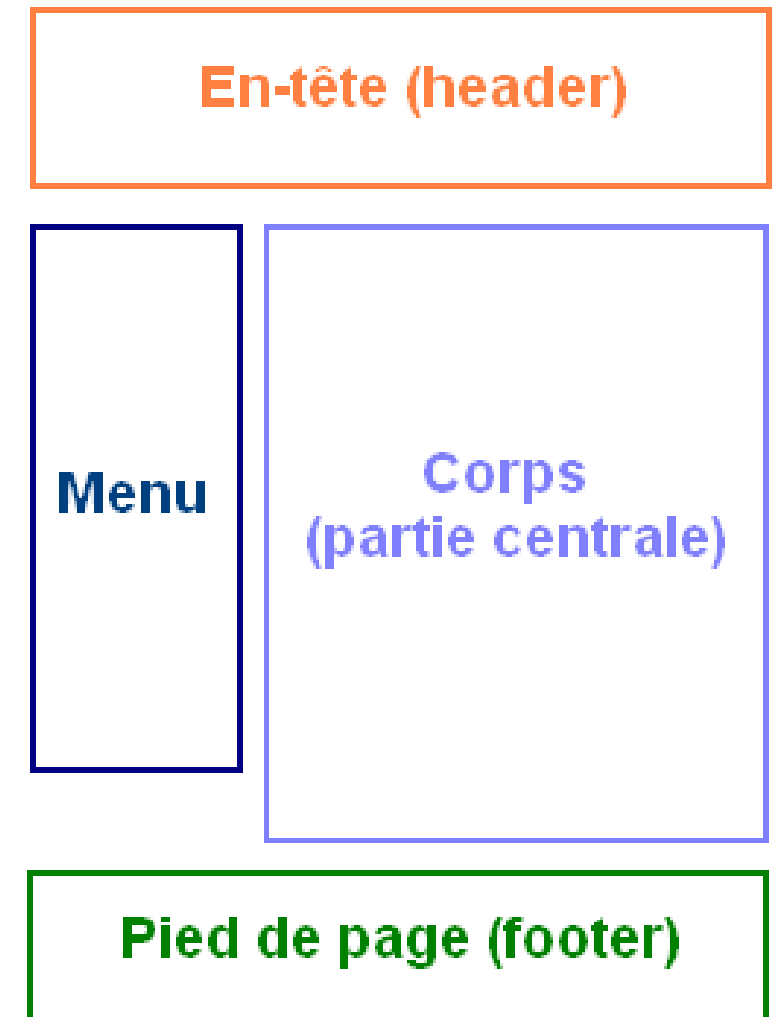 En-tête (header)
Menu
Corps
(partie centrale)
Pied de page (footer)